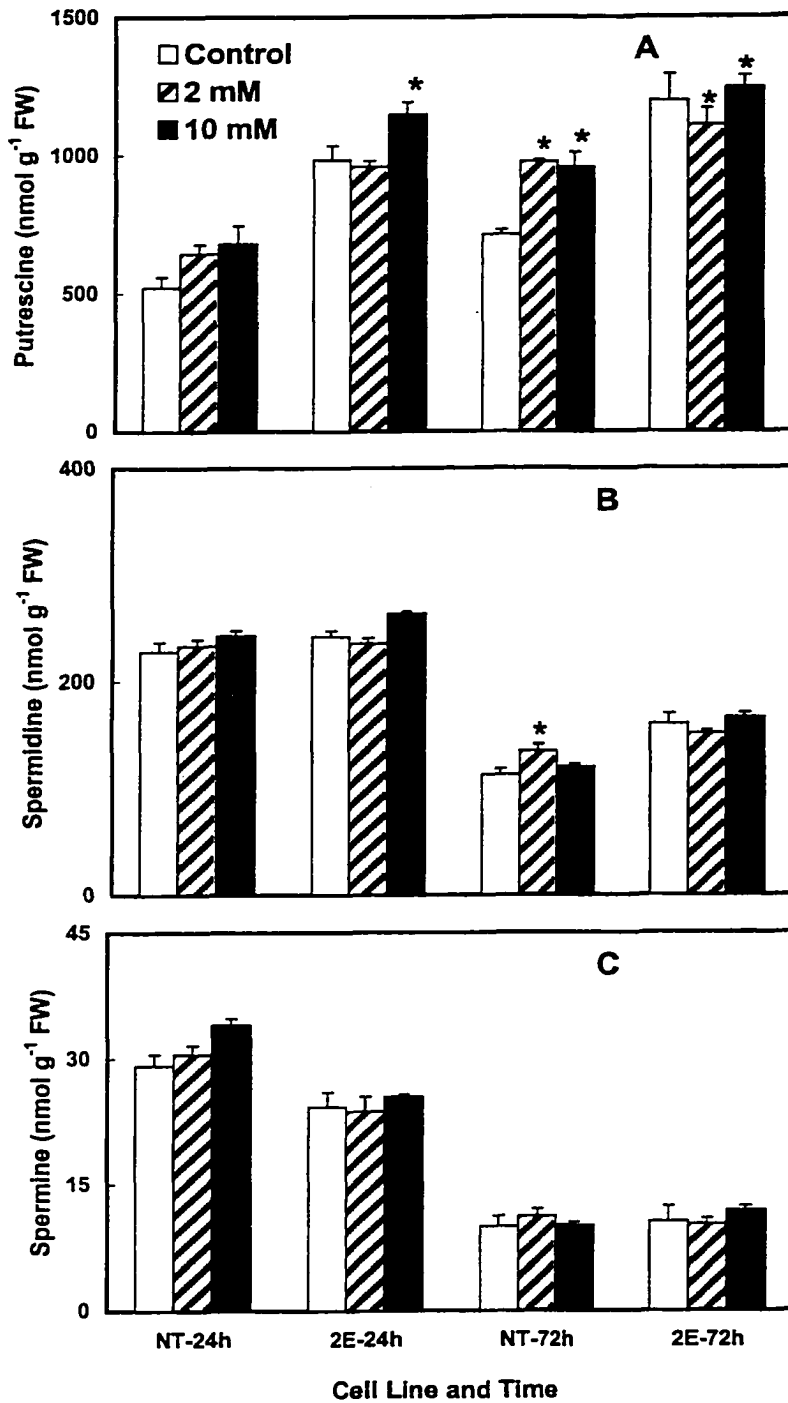 A
Control
2 mM
10 mM
*
*
*
*
*
1500
1000
500
0
Putrescine (nmol g⁻¹ FW)
B
*
400
200
0
Spermidine (nmol g⁻¹ FW)
C
45
30
15
0
Spermine (nmol g⁻¹ FW)
NT-24h 2E-24h NT-72h 2E-72h
Cell Line and Time